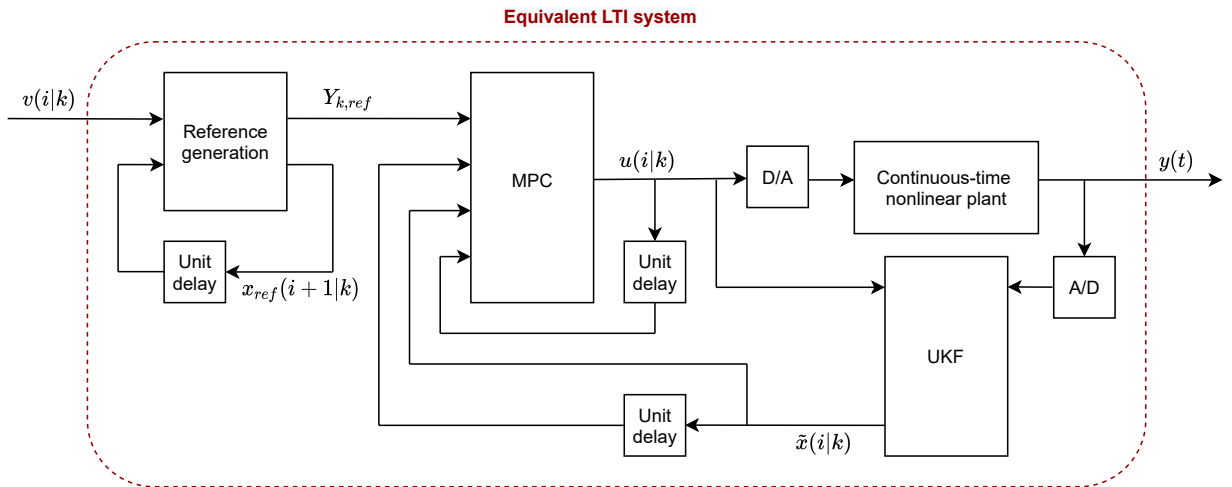 Equivalent LTI system
v(i|k)
Reference
generation
Y_{k,ref}
Unit
delay
x_{ref}(i+1|k)
MPC
u(i|k)
Unit
delay
D/A
Continuous-time
nonlinear plant
y(t)
A/D
UKF
Unit
delay
x̃(i|k)